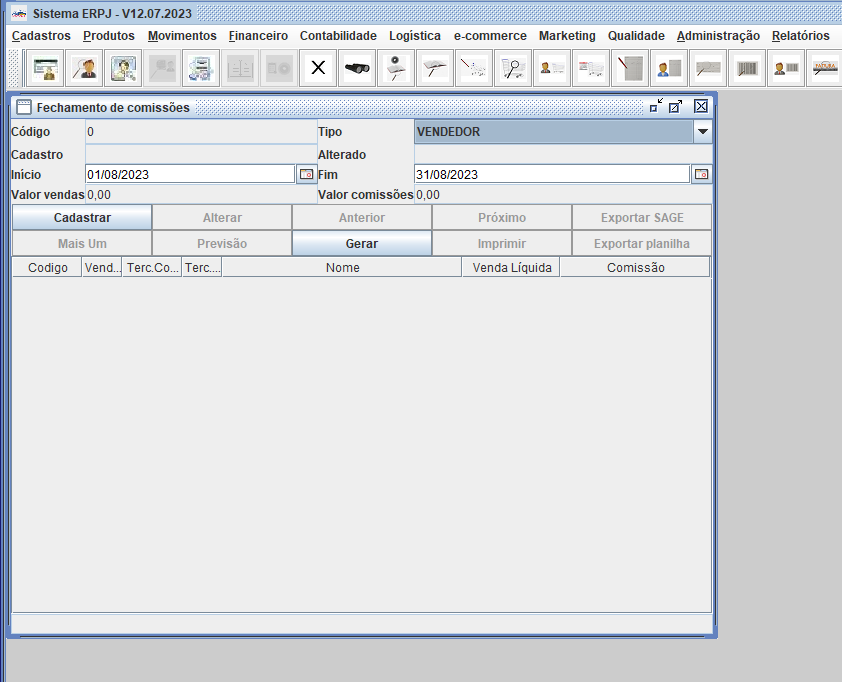 Sistema ERPJ - V12.07.2023
Cadastros Produtos Movimentos Financeiro Contabilidade Logística e-commerce Marketing Qualidade Administração Relatórios
Fechamento de comissões
Código 0 Tipo VENDEDOR
Cadastro Alterado
Início 01/08/2023 Fim 31/08/2023
Valor vendas 0,00 Valor comissões 0,00
Cadastrar Alterar Anterior Próximo Exportar SAGE
Mais Um Previsão Gerar Imprimir Exportar planilha
Codigo Vend... Terc.Co... Terc.... Nome Venda Líquida Comissão